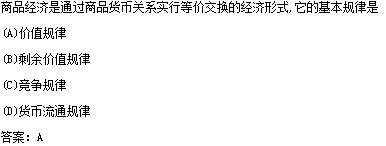 商品经济是通过商品货币关系实行等价交换的经济形式,它的基本规律是
(A)价值规律
(B)剩余价值规律
(C)竞争规律
(D)货币流通规律
答案: A